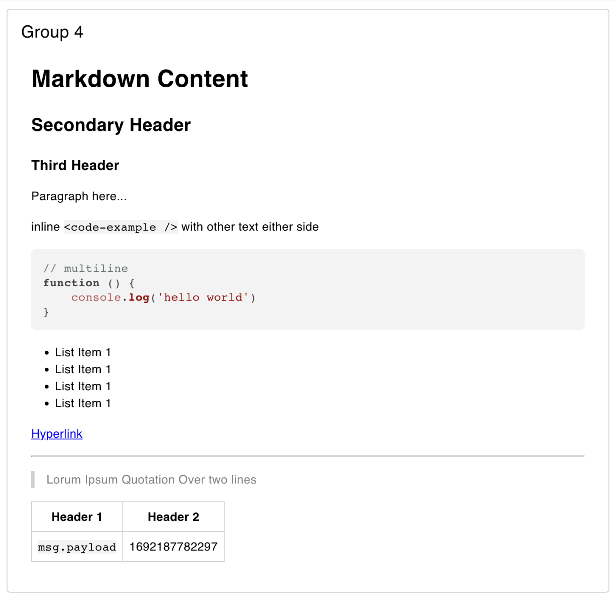 Group 4
Markdown Content
Secondary Header
Third Header
Paragraph here...
inline <code-example /> with other text either side
// multiline
function () {
    console.log('hello world')
}
List Item 1
List Item 1
List Item 1
List Item 1
Hyperlink
Lorum Ipsum Quotation Over two lines
Header 1 Header 2
msg.payload 1692187782297